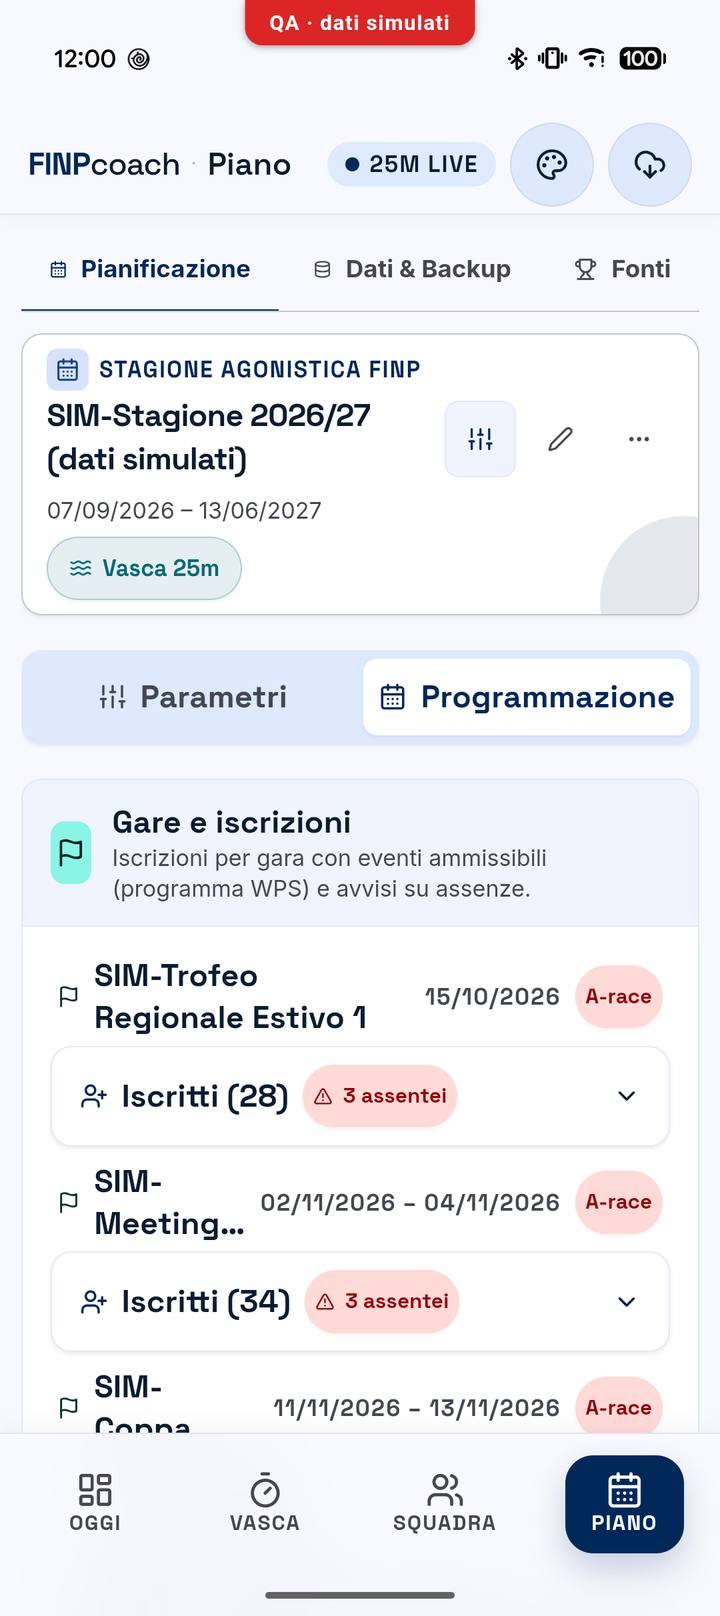 QA · dati simulati
12:00
100
FINPcoach · Piano
25M LIVE
Pianificazione
Dati & Backup
Fonti
STAGIONE AGONISTICA FINP
SIM-Stagione 2026/27
(dati simulati)
07/09/2026 – 13/06/2027
Vasca 25m
Parametri
Programmazione
Gare e iscrizioni
Iscrizioni per gara con eventi ammissibili
(programma WPS) e avvisi su assenze.
SIM-Trofeo
Regionale Estivo 1
15/10/2026
A-race
Iscritti (28)
3 assentei
SIM-
Meeting...
02/11/2026 – 04/11/2026
A-race
Iscritti (34)
3 assentei
SIM-
Coppa
11/11/2026 – 13/11/2026
A-race
OGGI
VASCA
SQUADRA
PIANO